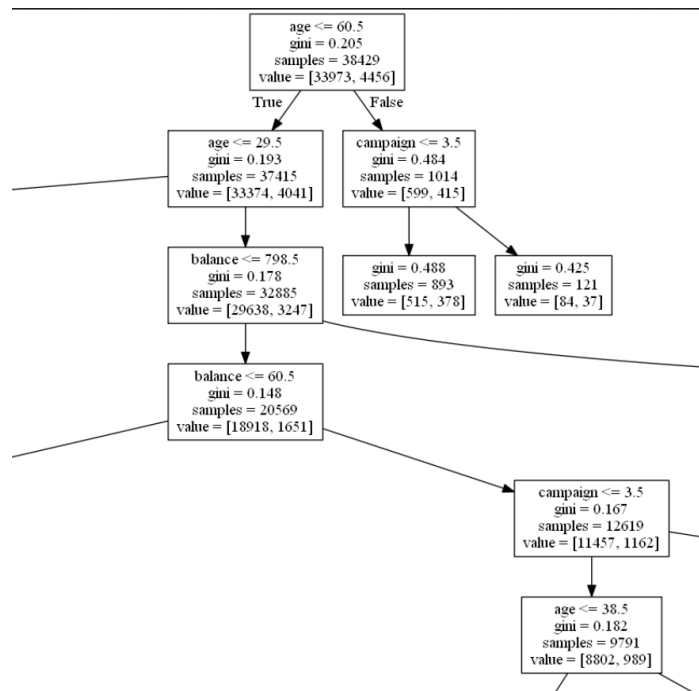 age <= 60.5
gini = 0.205
samples = 38429
value = [33973, 4456]
True
False
age <= 29.5
gini = 0.193
samples = 37415
value = [33374, 4041]
campaign <= 3.5
gini = 0.484
samples = 1014
value = [599, 415]
balance <= 798.5
gini = 0.178
samples = 32885
value = [29638, 3247]
gini = 0.488
samples = 893
value = [515, 378]
gini = 0.425
samples = 121
value = [84, 37]
balance <= 60.5
gini = 0.148
samples = 20569
value = [18918, 1651]
campaign <= 3.5
gini = 0.167
samples = 12619
value = [11457, 1162]
age <= 38.5
gini = 0.182
samples = 9791
value = [8802, 989]